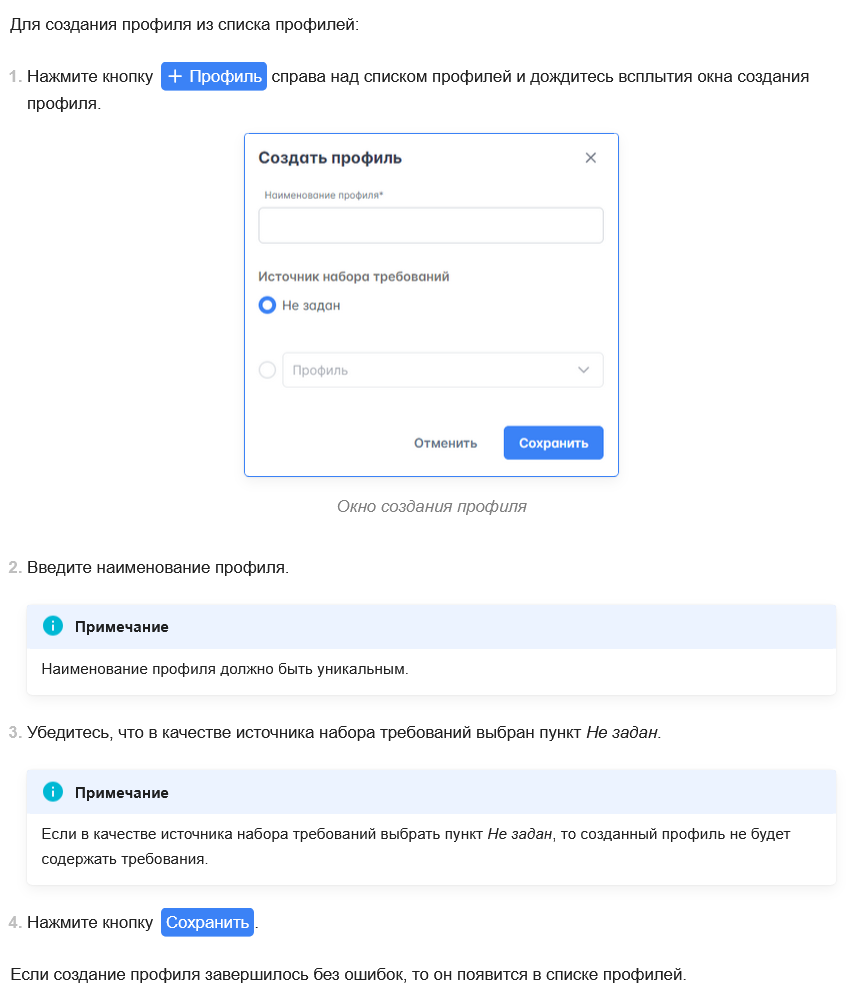 Для создания профиля из списка профилей:
1. Нажмите кнопку + Профиль справа над списком профилей и дождитесь всплытия окна создания
профиля.
Создать профиль
Наименование профиля*
Источник набора требований
Не задан
Профиль
Отменить Сохранить
Окно создания профиля
2. Введите наименование профиля.
Примечание
Наименование профиля должно быть уникальным.
3. Убедитесь, что в качестве источника набора требований выбран пункт Не задан.
Примечание
Если в качестве источника набора требований выбрать пункт Не задан, то созданный профиль не будет
содержать требования.
4. Нажмите кнопку Сохранить.
Если создание профиля завершилось без ошибок, то он появится в списке профилей.